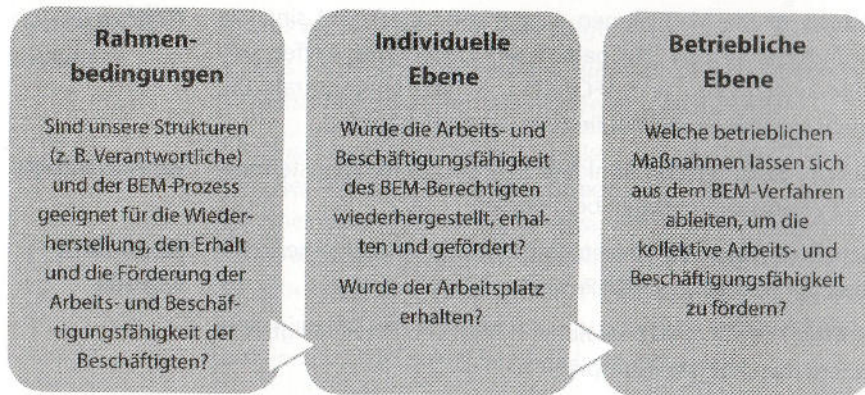 Rahmen-
bedingungen
Sind unsere Strukturen
(z. B. Verantwortliche)
und der BEM-Prozess
geeignet für die Wieder-
herstellung, den Erhalt
und die Förderung der
Arbeits- und Beschäf-
tigungsfähigkeit der
Beschäftigten?
Individuelle
Ebene
Wurde die Arbeits- und
Beschäftigungsfähigkeit
des BEM-Berechtigten
wiederhergestellt, erhal-
ten und gefördert?
Wurde der Arbeitsplatz
erhalten?
Betriebliche
Ebene
Welche betrieblichen
Maßnahmen lassen sich
aus dem BEM-Verfahren
ableiten, um die
kollektive Arbeits- und
Beschäftigungsfähigkeit
zu fördern?